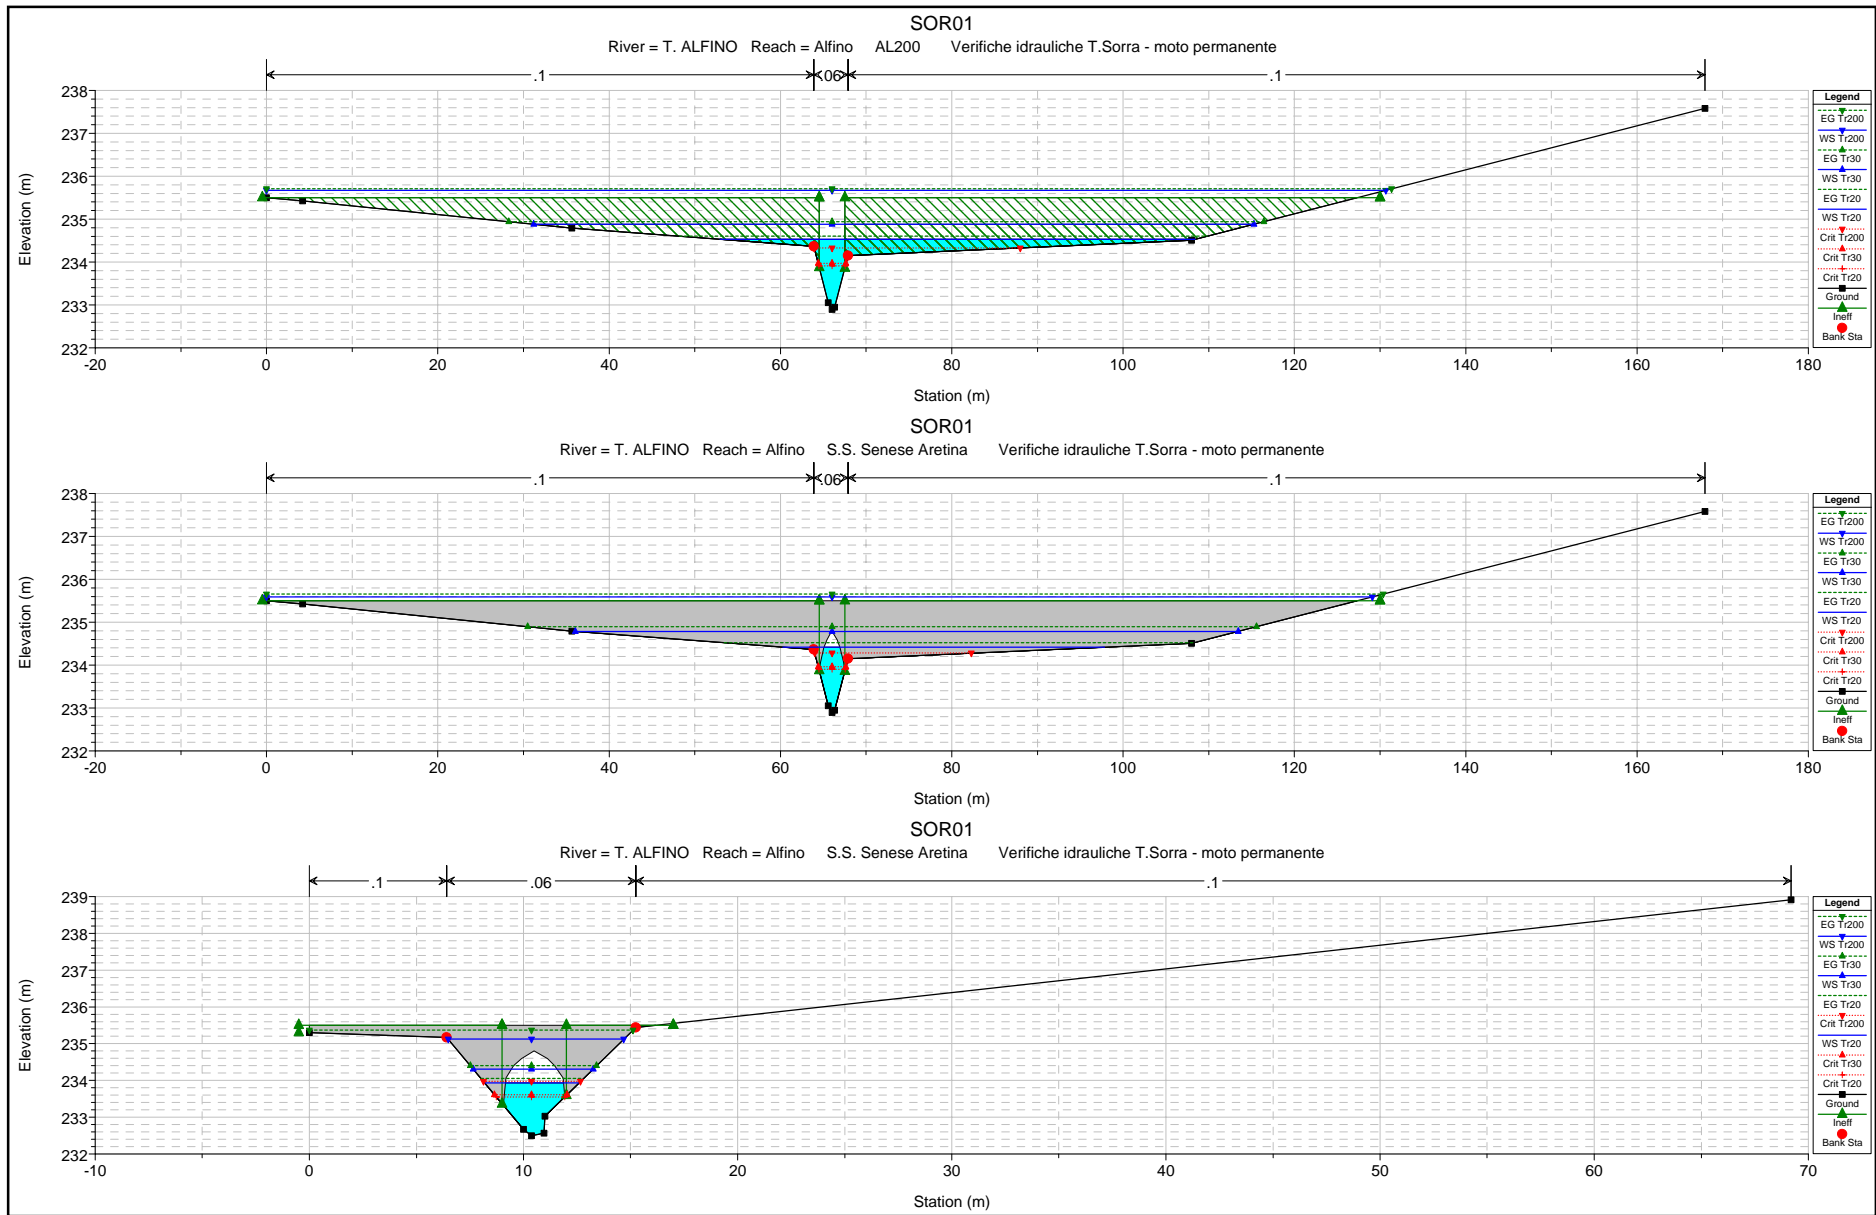 SOR01
River = T. ALFINO   Reach = Alfino   AL200   Verifiche idrauliche T.Sorra - moto permanente
.1 .06 .1
238
237
236
235
234
233
232
Elevation (m)
-20 0 20 40 60 80 100 120 140 160 180
Station (m)
Legend
EG Tr200
WS Tr200
EG Tr30
WS Tr30
EG Tr20
WS Tr20
Crit Tr200
Crit Tr30
Crit Tr20
Ground
Ineff
Bank Sta
SOR01
River = T. ALFINO   Reach = Alfino   S.S. Senese Aretina   Verifiche idrauliche T.Sorra - moto permanente
.1 .06 .1
238
237
236
235
234
233
232
Elevation (m)
-20 0 20 40 60 80 100 120 140 160 180
Station (m)
Legend
EG Tr200
WS Tr200
EG Tr30
WS Tr30
EG Tr20
WS Tr20
Crit Tr200
Crit Tr30
Crit Tr20
Ground
Ineff
Bank Sta
SOR01
River = T. ALFINO   Reach = Alfino   S.S. Senese Aretina   Verifiche idrauliche T.Sorra - moto permanente
.1 .06 .1
239
238
237
236
235
234
233
232
Elevation (m)
-10 0 10 20 30 40 50 60 70
Station (m)
Legend
EG Tr200
WS Tr200
EG Tr30
WS Tr30
EG Tr20
Crit Tr200
WS Tr20
Crit Tr30
Crit Tr20
Ground
Ineff
Bank Sta